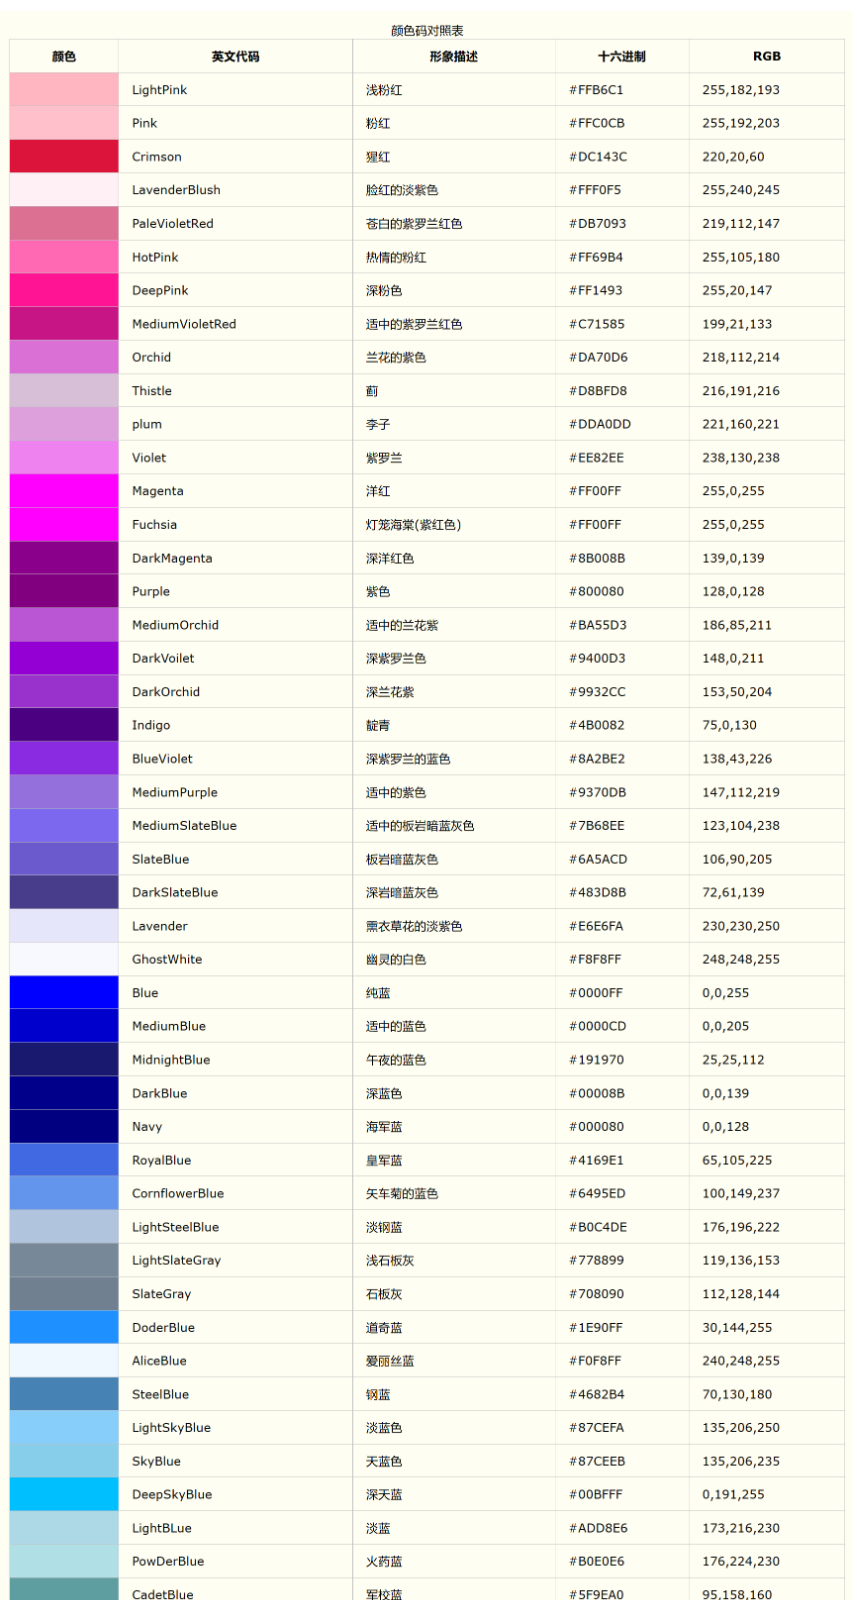 颜色码对照表
颜色 英文代码 形象描述 十六进制 RGB
LightPink 浅粉红 #FFB6C1 255,182,193
Pink 粉红 #FFC0CB 255,192,203
Crimson 猩红 #DC143C 220,20,60
LavenderBlush 脸红的淡紫色 #FFF0F5 255,240,245
PaleVioletRed 苍白的紫罗兰红色 #DB7093 219,112,147
HotPink 热情的粉红 #FF69B4 255,105,180
DeepPink 深粉色 #FF1493 255,20,147
MediumVioletRed 适中的紫罗兰红色 #C71585 199,21,133
Orchid 兰花的紫色 #DA70D6 218,112,214
Thistle 蓟 #D8BFD8 216,191,216
plum 李子 #DDA0DD 221,160,221
Violet 紫罗兰 #EE82EE 238,130,238
Magenta 洋红 #FF00FF 255,0,255
Fuchsia 灯笼海棠(紫红色) #FF00FF 255,0,255
DarkMagenta 深洋红色 #8B008B 139,0,139
Purple 紫色 #800080 128,0,128
MediumOrchid 适中的兰花紫 #BA55D3 186,85,211
DarkVoilet 深紫罗兰色 #9400D3 148,0,211
DarkOrchid 深兰花紫 #9932CC 153,50,204
Indigo 靛青 #4B0082 75,0,130
BlueViolet 深紫罗兰的蓝色 #8A2BE2 138,43,226
MediumPurple 适中的紫色 #9370DB 147,112,219
MediumSlateBlue 适中的板岩暗蓝灰色 #7B68EE 123,104,238
SlateBlue 板岩暗蓝灰色 #6A5ACD 106,90,205
DarkSlateBlue 深岩暗蓝灰色 #483D8B 72,61,139
Lavender 熏衣草花的淡紫色 #E6E6FA 230,230,250
GhostWhite 幽灵的白色 #F8F8FF 248,248,255
Blue 纯蓝 #0000FF 0,0,255
MediumBlue 适中的蓝色 #0000CD 0,0,205
MidnightBlue 午夜的蓝色 #191970 25,25,112
DarkBlue 深蓝色 #00008B 0,0,139
Navy 海军蓝 #000080 0,0,128
RoyalBlue 皇军蓝 #4169E1 65,105,225
CornflowerBlue 矢车菊的蓝色 #6495ED 100,149,237
LightSteelBlue 淡钢蓝 #B0C4DE 176,196,222
LightSlateGray 浅石板灰 #778899 119,136,153
SlateGray 石板灰 #708090 112,128,144
DoderBlue 道奇蓝 #1E90FF 30,144,255
AliceBlue 爱丽丝蓝 #F0F8FF 240,248,255
SteelBlue 钢蓝 #4682B4 70,130,180
LightSkyBlue 淡蓝色 #87CEFA 135,206,250
SkyBlue 天蓝色 #87CEEB 135,206,235
DeepSkyBlue 深天蓝 #00BFFF 0,191,255
LightBLue 淡蓝 #ADD8E6 173,216,230
PowDerBlue 火药蓝 #B0E0E6 176,224,230
CadetBlue 军校蓝 #5F9EA0 95,158,160